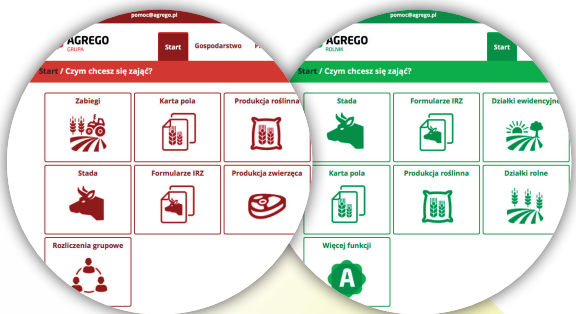 pomoc@agrego.pl
AGREGO
GRUPA
Start Gospodarstwo
Start / Czym chcesz się zająć?
Zabiegi
Karta pola
Produkcja roślinna
Stada
Formularze IRZ
Produkcja zwierzęca
Rozliczenia grupowe
pomoc@agrego.pl
AGREGO
ROLNIK
Start
Start / Czym chcesz się zająć?
Stada
Formularze IRZ
Działki ewidencyjne
Karta pola
Produkcja roślinna
Działki rolne
Więcej funkcji
A